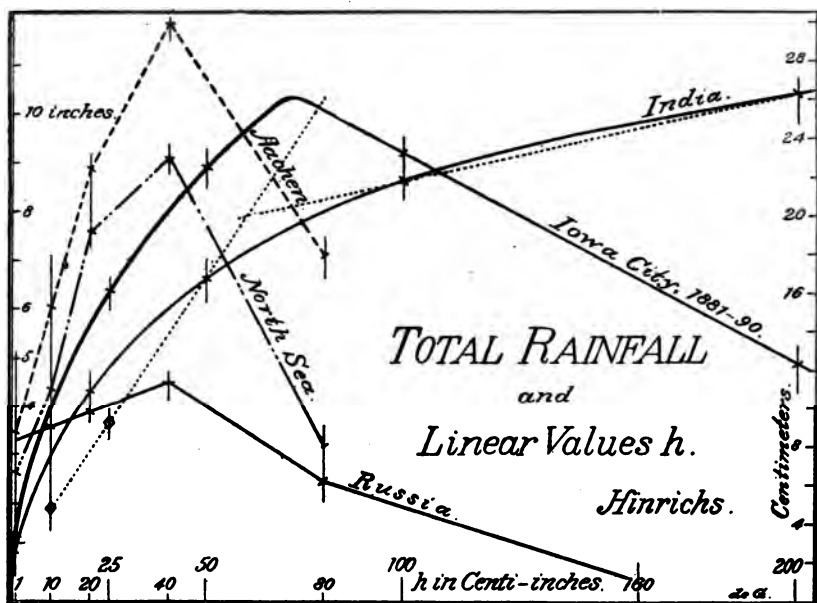 28
10 inches.
India.
Aachen.
24
8
20
Iowa City. 1881-90.
16
6
North Sea.
TOTAL RAINFALL
and
Linear Values h.
Hinrichs.
5
4
Centimeters.
8
Russia.
4
25
50
100
200
1
10
20
40
80
h in Centi-inches.
160